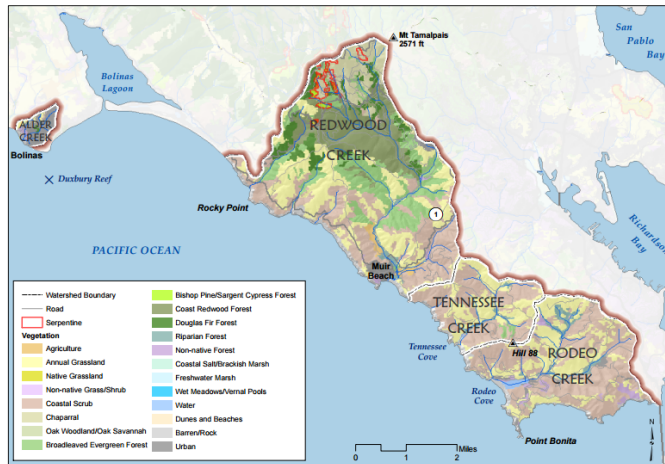 Mt Tamalpais
2571 ft
San
Pablo
Bay
Bolinas
Lagoon
ALDER
CREEK
Bolinas
REDWOOD
CREEK
Duxbury Reef
Rocky Point
1
Richardson
Bay
PACIFIC OCEAN
Muir
Beach
TENNESSEE
CREEK
Tennessee
Cove
Hill 88
RODEO
CREEK
Rodeo
Cove
Point Bonita
Watershed Boundary
Road
Serpentine
Vegetation
Agriculture
Annual Grassland
Native Grassland
Non-native Grass/Shrub
Coastal Scrub
Chaparral
Oak Woodland/Oak Savannah
Broadleaved Evergreen Forest
Bishop Pine/Sargent Cypress Forest
Coast Redwood Forest
Douglas Fir Forest
Riparian Forest
Non-native Forest
Coastal Salt/Brackish Marsh
Freshwater Marsh
Wet Meadows/Vernal Pools
Water
Dunes and Beaches
Barren/Rock
Urban
0 1 2
Miles
N